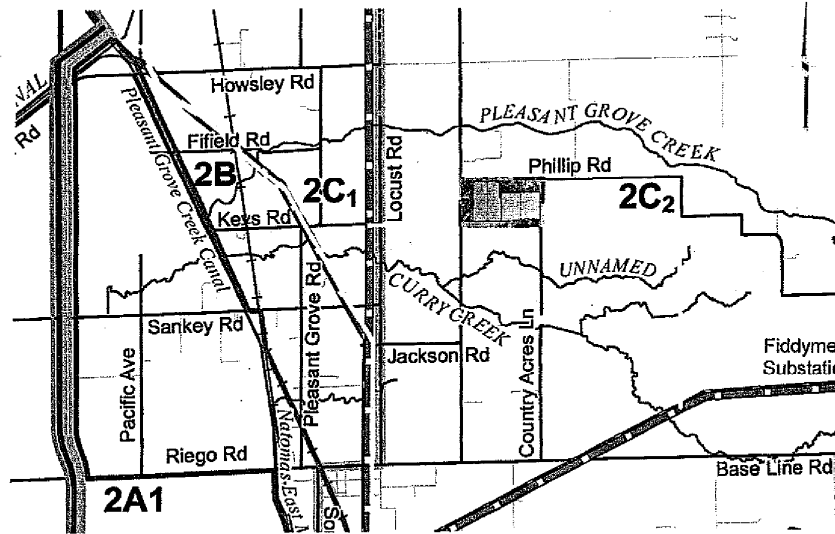 NAL
Rd
Howsley Rd
PLEASANT GROVE CREEK
Pleasant Grove Creek Canal
Fifield Rd
Locust Rd
Phillip Rd
2B
2C1
2C2
Keys Rd
UNNAMED
CURRY CREEK
Pleasant Grove Rd
Sankey Rd
Jackson Rd
Country Acres Ln
Fiddyme
Substatio
Pacific Ave
Riego Rd
Natomas East M
Base Line Rd
2A1
So